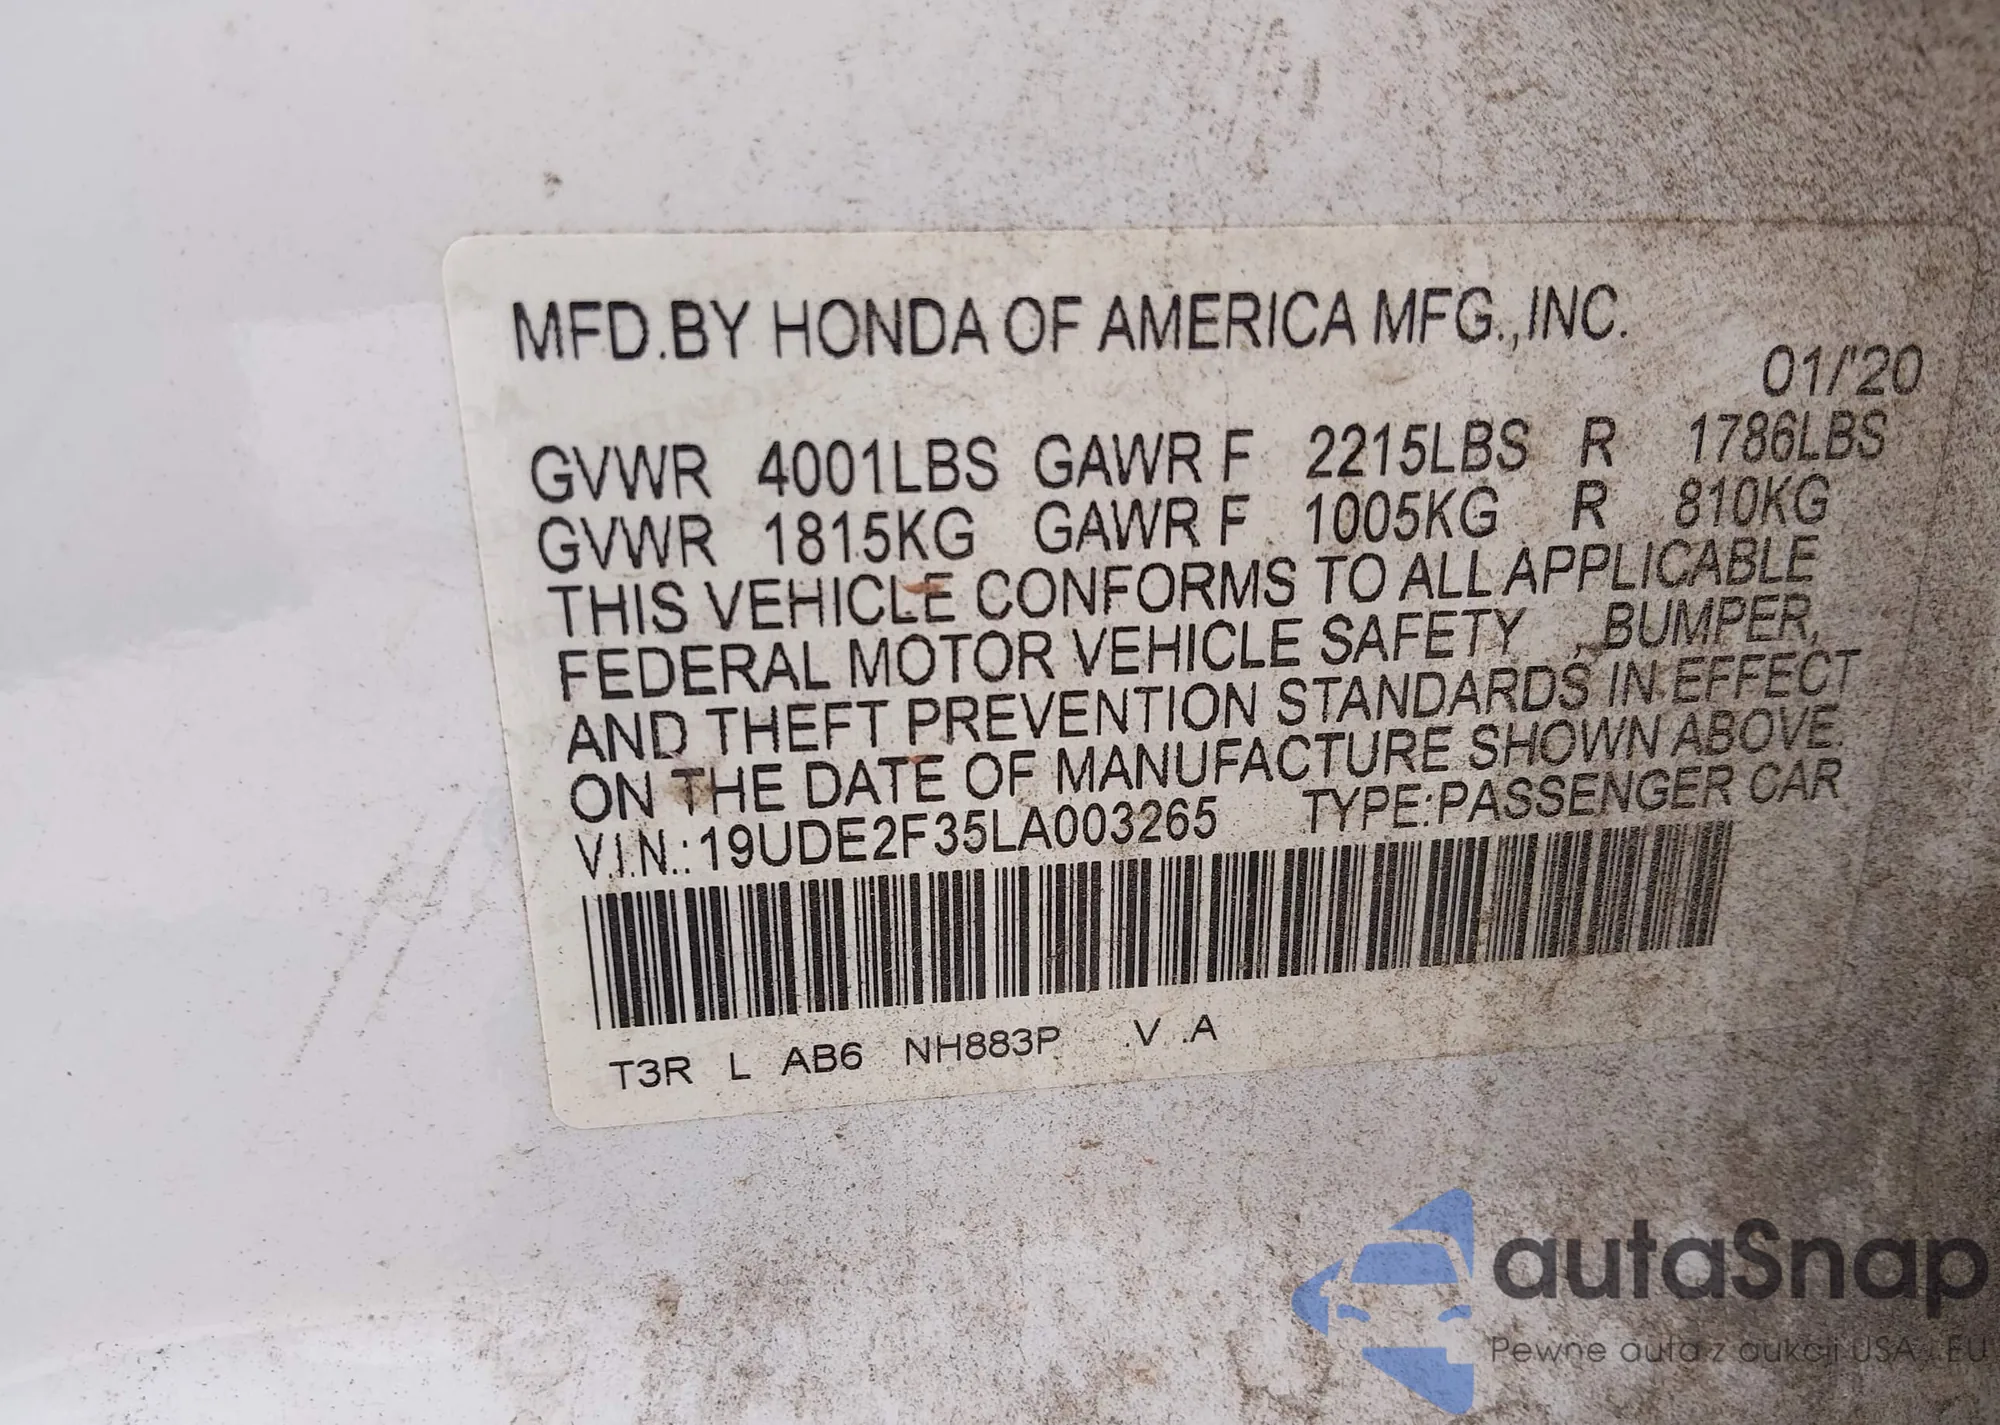 MFD.BY HONDA OF AMERICA MFG.,INC.
01/'20
GVWR 4001LBS GAWR F 2215LBS R 1786LBS
GVWR 1815KG GAWR F 1005KG R 810KG
THIS VEHICLE CONFORMS TO ALL APPLICABLE
FEDERAL MOTOR VEHICLE SAFETY , BUMPER,
AND THEFT PREVENTION STANDARDS IN EFFECT
ON THE DATE OF MANUFACTURE SHOWN ABOVE.
V.I.N.:19UDE2F35LA003265 TYPE:PASSENGER CAR
T3R L AB6 NH883P .V .A
autaSnap
Pewne auta z aukcji USA i EU